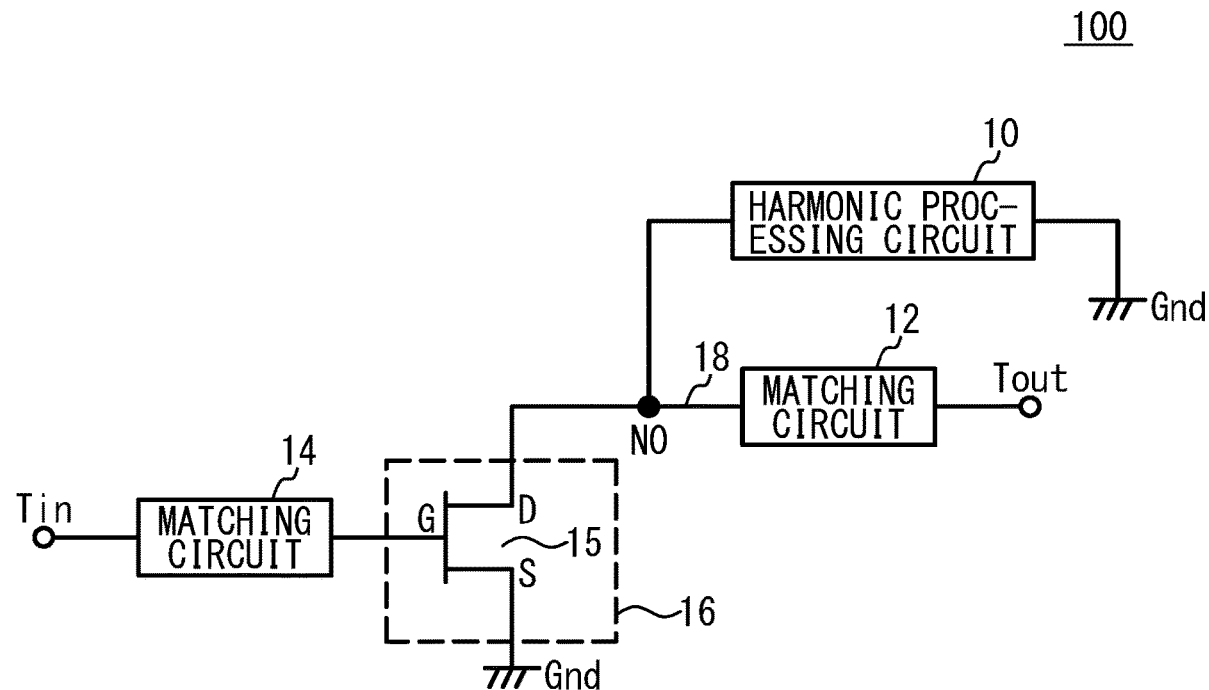 100
10
HARMONIC PROC-
ESSING CIRCUIT
Gnd
12
18
MATCHING
CIRCUIT
Tout
N0
14
Tin
MATCHING
CIRCUIT
G
D
15
S
16
Gnd